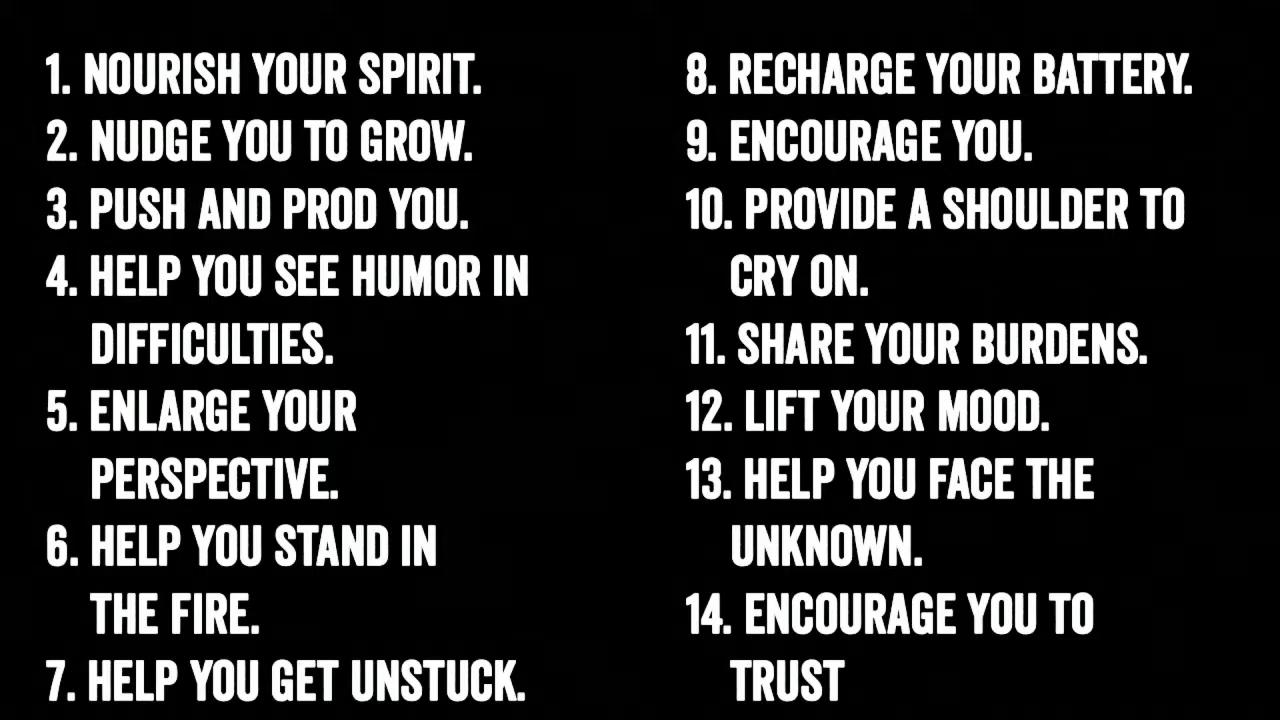 1. NOURISH YOUR SPIRIT.
2. NUDGE YOU TO GROW.
3. PUSH AND PROD YOU.
4. HELP YOU SEE HUMOR IN
DIFFICULTIES.
5. ENLARGE YOUR
PERSPECTIVE.
6. HELP YOU STAND IN
THE FIRE.
7. HELP YOU GET UNSTUCK.
8. RECHARGE YOUR BATTERY.
9. ENCOURAGE YOU.
10. PROVIDE A SHOULDER TO
CRY ON.
11. SHARE YOUR BURDENS.
12. LIFT YOUR MOOD.
13. HELP YOU FACE THE
UNKNOWN.
14. ENCOURAGE YOU TO
TRUST